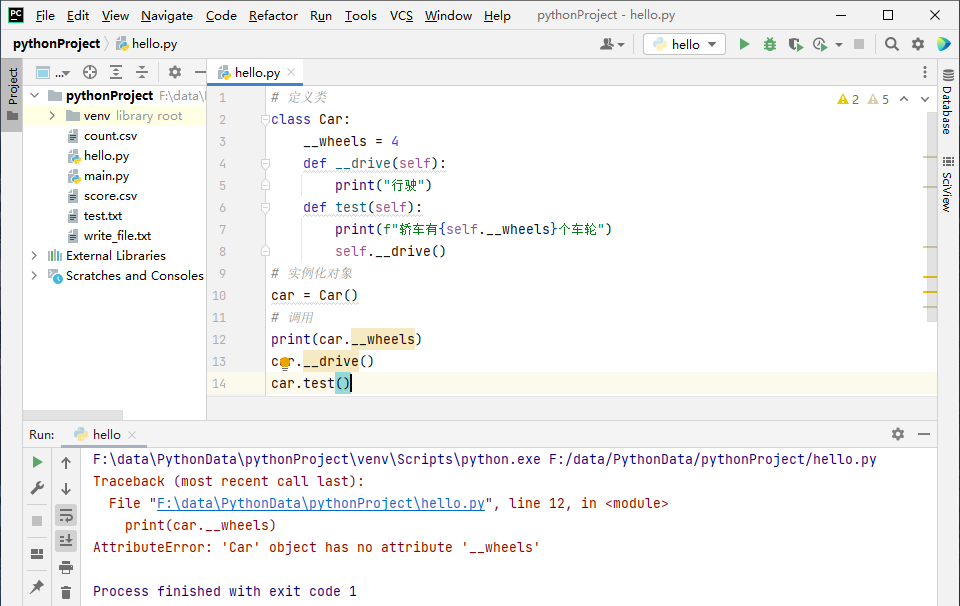 File Edit View Navigate Code Refactor Run Tools VCS Window Help pythonProject - hello.py
pythonProject hello.py hello
Project
...
hello.py
pythonProject F:\data\
venv library root
count.csv
hello.py
main.py
score.csv
test.txt
write_file.txt
External Libraries
Scratches and Consoles
2 5
1 # 定义类
2 class Car:
3 __wheels = 4
4 def __drive(self):
5 print("行驶")
6 def test(self):
7 print(f"轿车有{self.__wheels}个车轮")
8 self.__drive()
9 # 实例化对象
10 car = Car()
11 # 调用
12 print(car.__wheels)
13 car.__drive()
14 car.test()
Database
SciView
Run: hello
F:\data\PythonData\pythonProject\venv\Scripts\python.exe F:/data/PythonData/pythonProject/hello.py
Traceback (most recent call last):
File "F:\data\PythonData\pythonProject\hello.py", line 12, in <module>
print(car.__wheels)
AttributeError: 'Car' object has no attribute '__wheels'
Process finished with exit code 1